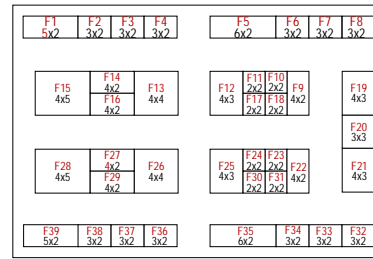 F1 F2 F3 F4 F5 F6 F7 F8
5x2 3x2 3x2 3x2 6x2 3x2 3x2 3x2
F15 4x5
F14 4x2
F16 4x2
F13 4x4
F12 4x3
F11 2x2
F10 2x2
F17 2x2
F18 2x2
F9 4x2
F19 4x3
F20 3x3
F28 4x5
F27 4x2
F29 4x2
F26 4x4
F25 4x3
F24 2x2
F23 2x2
F30 2x2
F31 2x2
F22 4x2
F21 4x3
F39 F38 F37 F36 F35 F34 F33 F32
5x2 3x2 3x2 3x2 6x2 3x2 3x2 3x2